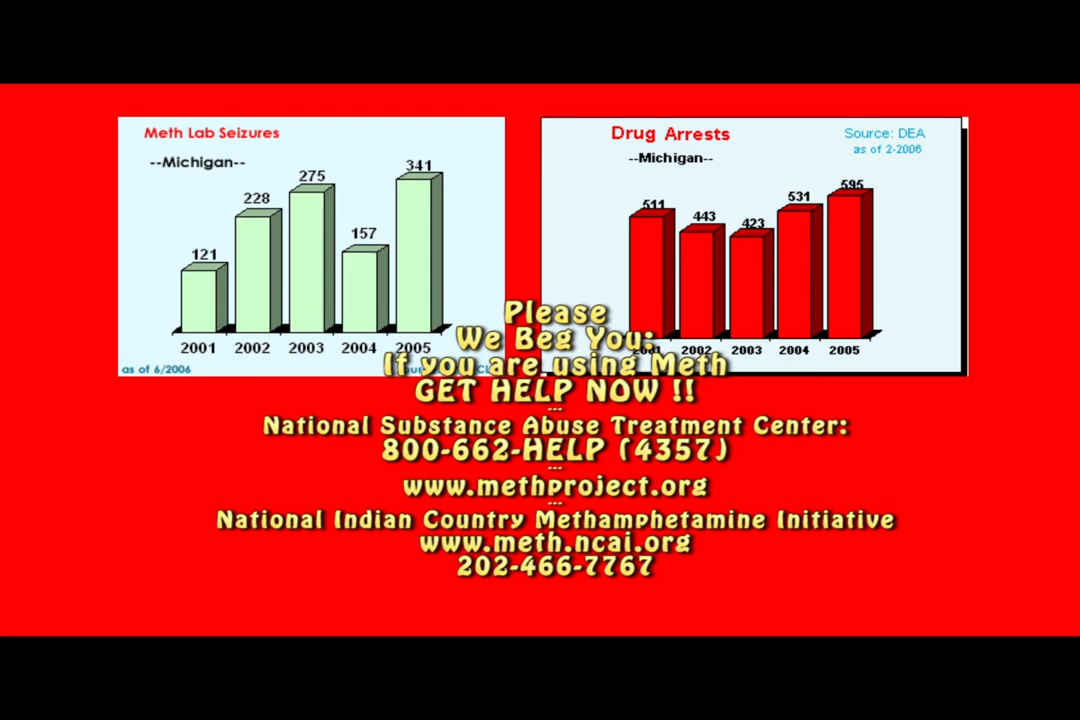 Meth Lab Seizures
--Michigan--
121
228
275
157
341
2001 2002 2003 2004 2005
as of 6/2006
Drug Arrests
Source: DEA
as of 2-2006
--Michigan--
511
443
423
531
595
2001 2002 2003 2004 2005
Please
We Beg You:
If you are using Meth
GET HELP NOW !!
---
National Substance Abuse Treatment Center:
800-662-HELP (4357)
---
www.methproject.org
---
National Indian Country Methamphetamine Initiative
www.meth.ncai.org
202-466-7767